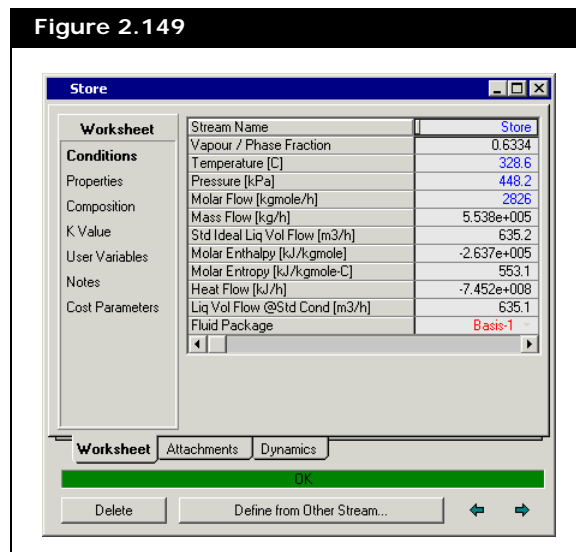 Figure 2.149
Store
Worksheet
Conditions
Properties
Composition
K Value
User Variables
Notes
Cost Parameters
Stream Name Store
Vapour / Phase Fraction 0.6334
Temperature [C] 328.6
Pressure [kPa] 448.2
Molar Flow [kgmole/h] 2826
Mass Flow [kg/h] 5.538e+005
Std Ideal Liq Vol Flow [m3/h] 635.2
Molar Enthalpy [kJ/kgmole] -2.637e+005
Molar Entropy [kJ/kgmole-C] 553.1
Heat Flow [kJ/h] -7.452e+008
Liq Vol Flow @Std Cond [m3/h] 635.1
Fluid Package Basis-1
Worksheet Attachments Dynamics
OK
Delete Define from Other Stream...